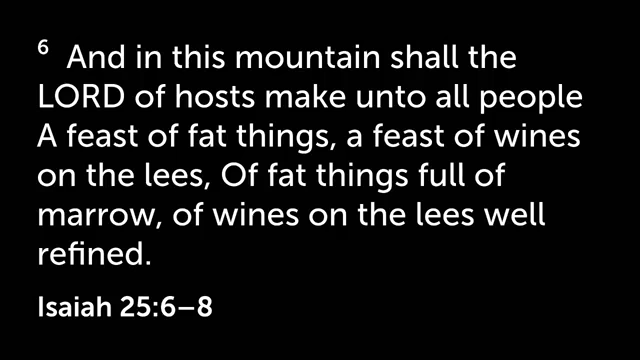 6 And in this mountain shall the
LORD of hosts make unto all people
A feast of fat things, a feast of wines
on the lees, Of fat things full of
marrow, of wines on the lees well
refined.
Isaiah 25:6–8